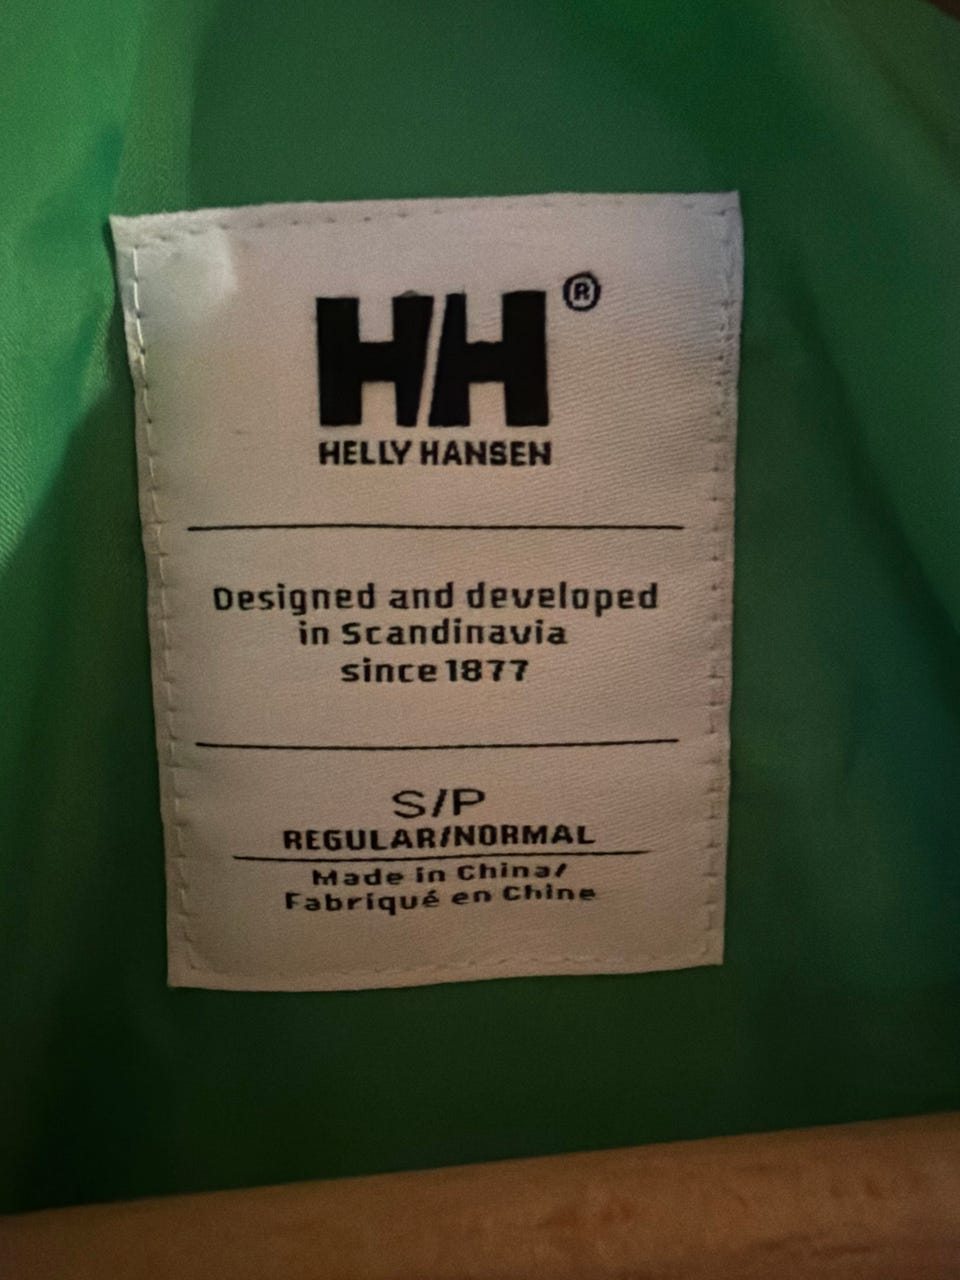 HH®
HELLY HANSEN
Designed and developed
in Scandinavia
since 1877
S/P
REGULAR/NORMAL
Made in China/
Fabriqué en Chine